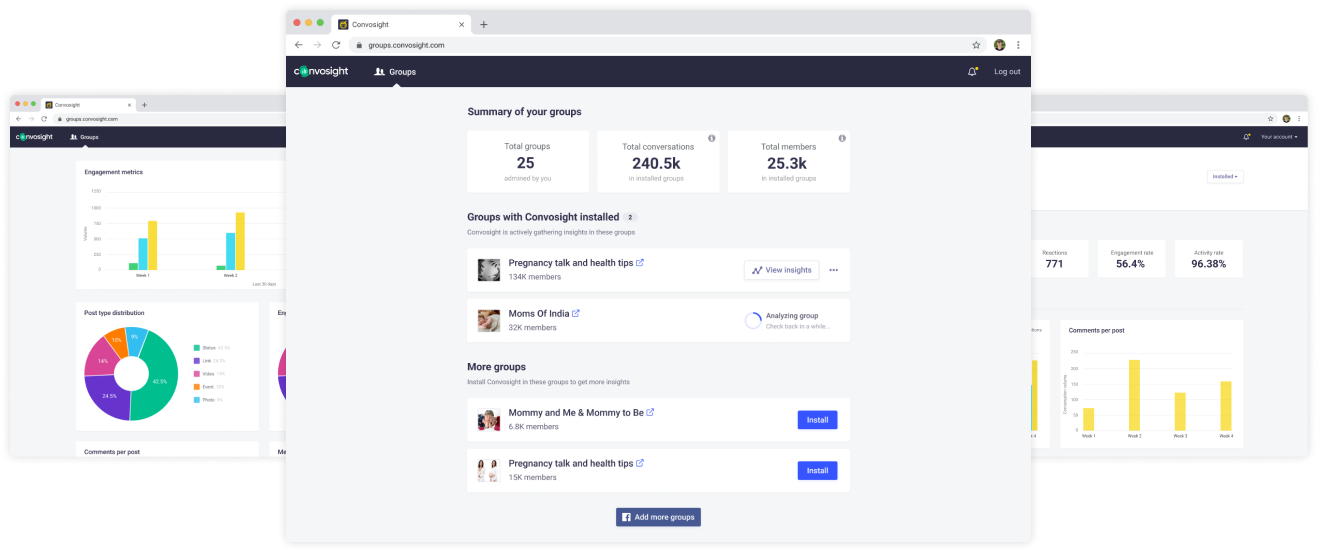 Convosight
groups.convosight.com
convosight
Groups
Log out
Summary of your groups
Total groups
25
admined by you
Total conversations
240.5k
in installed groups
Total members
25.3k
in installed groups
Groups with Convosight installed 2
Convosight is actively gathering insights in these groups
Pregnancy talk and health tips
134K members
View insights
Moms Of India
32K members
Analyzing group
Check back in a while...
More groups
Install Convosight in these groups to get more insights
Mommy and Me & Mommy to Be
6.8K members
Install
Pregnancy talk and health tips
15K members
Install
Add more groups
Convosight
groups.convosight.com
convosight
Groups
Engagement metrics
Volume
1000
750
500
250
0
Week 1
Week 2
Last 30 days
Post type distribution
9%
10%
14%
24.5%
42.5%
Status 42.5%
Link 24.5%
Video 14%
Event 10%
Photo 9%
Comments per post
Your account
Installed
Reactions
771
Engagement rate
56.4%
Activity rate
96.38%
Comments per post
Conversation volume
250
200
150
100
50
0
Week 1
Week 2
Week 3
Week 4